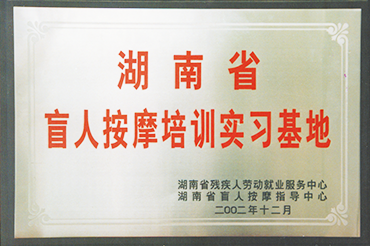 湖南省
盲人按摩培训实习基地
湖南省残疾人劳动就业服务中心
湖南省盲人按摩指导中心
二00二年十二月